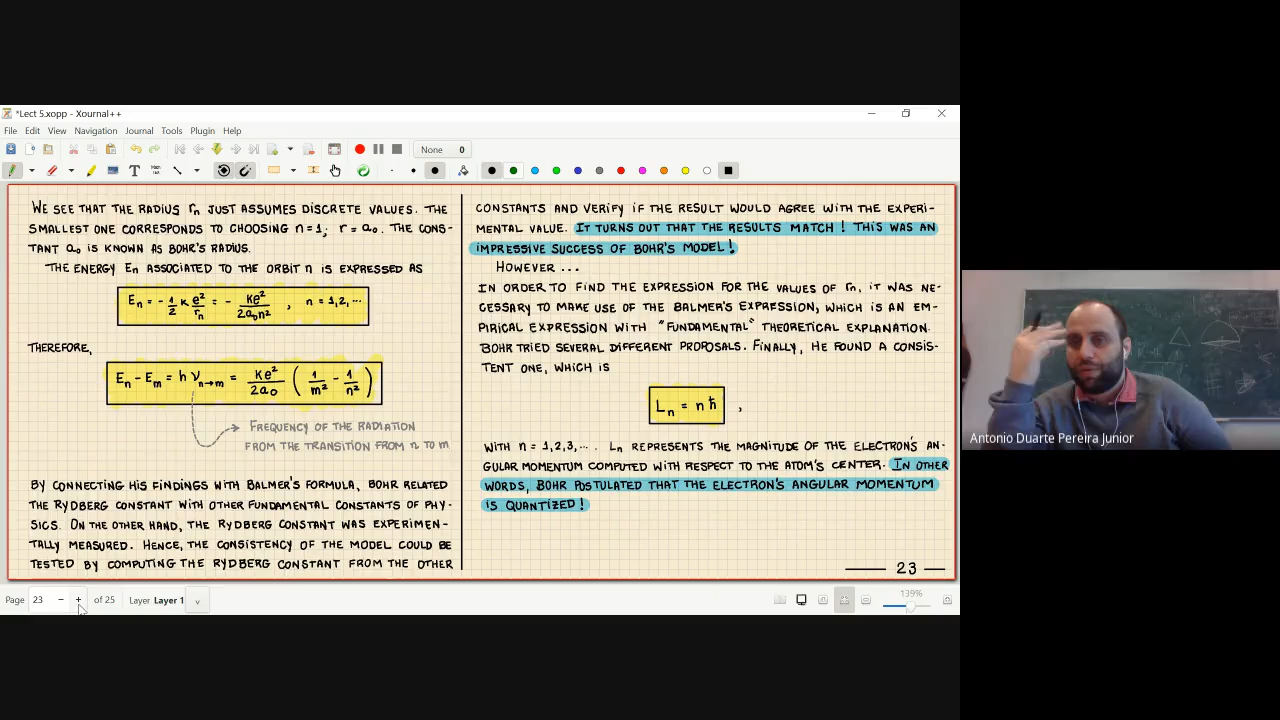 *Lect 5.xopp - Xournal++
File Edit View Navigation Journal Tools Plugin Help
None 0
WE SEE THAT THE RADIUS rn JUST ASSUMES DISCRETE VALUES. THE
SMALLEST ONE CORRESPONDS TO CHOOSING n=1; r=a₀. THE CONS-
TANT a₀ IS KNOWN AS BOHR'S RADIUS.
THE ENERGY En ASSOCIATED TO THE ORBIT n IS EXPRESSED AS
En = - 1/2 k e²/rn = - ke²/2a₀n² , n = 1,2,...
THEREFORE,
En - Em = h νn→m = ke²/2a₀ ( 1/m² - 1/n² )
FREQUENCY OF THE RADIATION
FROM THE TRANSITION FROM n TO m
BY CONNECTING HIS FINDINGS WITH BALMER'S FORMULA, BOHR RELATED
THE RYDBERG CONSTANT WITH OTHER FUNDAMENTAL CONSTANTS OF PHY-
SICS. ON THE OTHER HAND, THE RYDBERG CONSTANT WAS EXPERIMEN-
TALLY MEASURED. HENCE, THE CONSISTENCY OF THE MODEL COULD BE
TESTED BY COMPUTING THE RYDBERG CONSTANT FROM THE OTHER
CONSTANTS AND VERIFY IF THE RESULT WOULD AGREE WITH THE EXPERI-
MENTAL VALUE. IT TURNS OUT THAT THE RESULTS MATCH! THIS WAS AN
IMPRESSIVE SUCCESS OF BOHR'S MODEL!
HOWEVER...
IN ORDER TO FIND THE EXPRESSION FOR THE VALUES OF rn, IT WAS NE-
CESSARY TO MAKE USE OF THE BALMER'S EXPRESSION, WHICH IS AN EM-
PIRICAL EXPRESSION WITH "FUNDAMENTAL" THEORETICAL EXPLANATION.
BOHR TRIED SEVERAL DIFFERENT PROPOSALS. FINALLY, HE FOUND A CONSIS-
TENT ONE, WHICH IS
Ln = nħ ,
WITH n = 1,2,3,.... Ln REPRESENTS THE MAGNITUDE OF THE ELECTRON'S AN-
GULAR MOMENTUM COMPUTED WITH RESPECT TO THE ATOM'S CENTER. IN OTHER
WORDS, BOHR POSTULATED THAT THE ELECTRON'S ANGULAR MOMENTUM
IS QUANTIZED!
23
Page 23 − + of 25 Layer Layer 1
139%
Antonio Duarte Pereira Junior